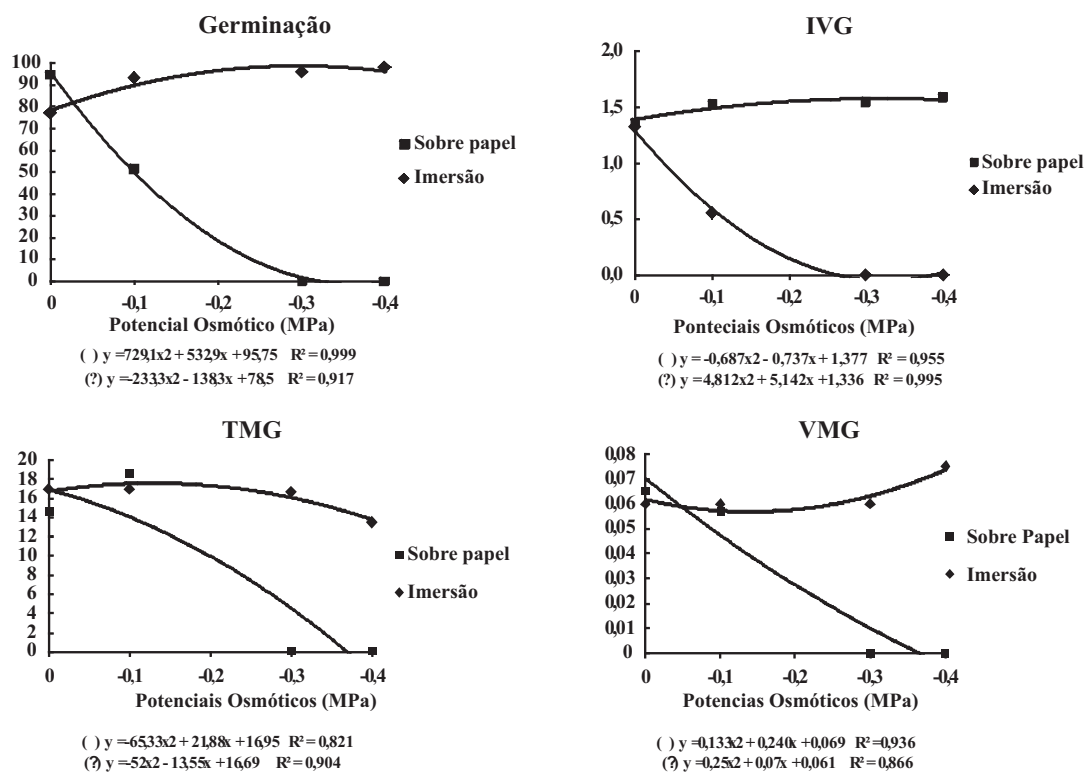 Germinação
100
90
80
70
60
50
40
30
20
10
0
0 -0,1 -0,2 -0,3 -0,4
Potencial Osmótico (MPa)
Sobre papel
Imersão
( ) y =729,1x2 + 532,9x + 95,75 R² = 0,999
(?) y =-233,3x2 - 138,3x + 78,5 R² = 0,917
IVG
2,0
1,5
1,0
0,5
0,0
0 -0,1 -0,2 -0,3 -0,4
Ponteciais Osmóticos (MPa)
Sobre papel
Imersão
( ) y = -0,687x2 - 0,737x + 1,377 R² = 0,955
(?) y = 4,812x2 + 5,142x + 1,336 R² = 0,995
TMG
20
18
16
14
12
10
8
6
4
2
0
0 -0,1 -0,2 -0,3 -0,4
Potenciais Osmóticos (MPa)
Sobre papel
Imersão
( ) y =-65,33x2 + 21,88x + 16,95 R² = 0,821
(?) y = -52x2 - 13,55x + 16,69 R² = 0,904
VMG
0,08
0,07
0,06
0,05
0,04
0,03
0,02
0,01
0
0 -0,1 -0,2 -0,3 -0,4
Potencias Osmóticos (MPa)
Sobre Papel
Imersão
( ) y =0,133x2 + 0,240x + 0,069 R² =0,936
(?) y =0,25x2 + 0,07x + 0,061 R² = 0,866